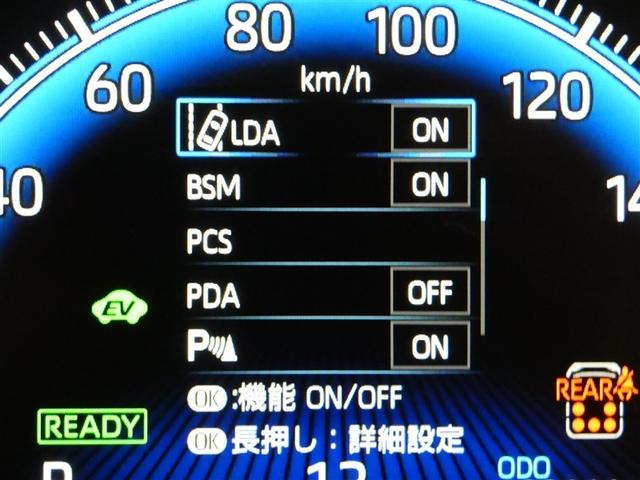 80 100
km/h
60 120
LDA ON
40
BSM ON
PCS
PDA OFF
EV
P ON
REAR
OK :機能 ON/OFF
READY
OK 長押し：詳細設定
ODO